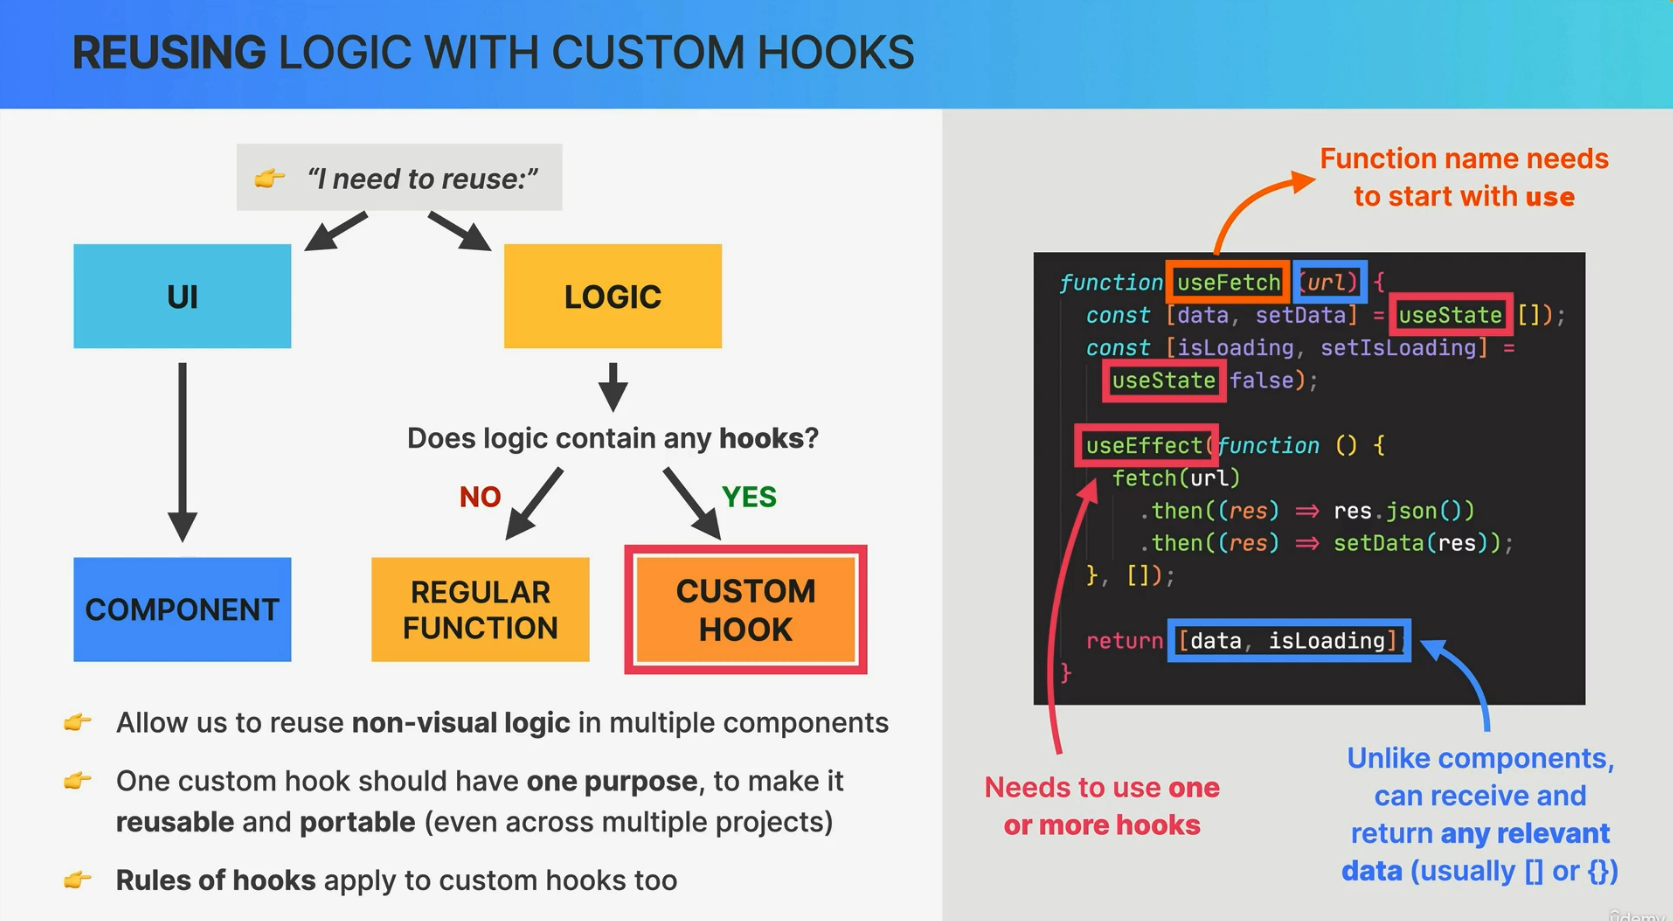 REUSING LOGIC WITH CUSTOM HOOKS
👉 “I need to reuse:”
UI
LOGIC
Does logic contain any hooks?
NO
YES
COMPONENT
REGULAR
FUNCTION
CUSTOM
HOOK
👉 Allow us to reuse non-visual logic in multiple components
👉 One custom hook should have one purpose, to make it
reusable and portable (even across multiple projects)
👉 Rules of hooks apply to custom hooks too
Function name needs
to start with use
function useFetch (url) {
const [data, setData] = useState []);
const [isLoading, setIsLoading] =
useState false);
useEffect(function () {
fetch(url)
.then((res) ⇒ res.json())
.then((res) ⇒ setData(res));
}, []);
return [data, isLoading]
}
Needs to use one
or more hooks
Unlike components,
can receive and
return any relevant
data (usually [] or {})